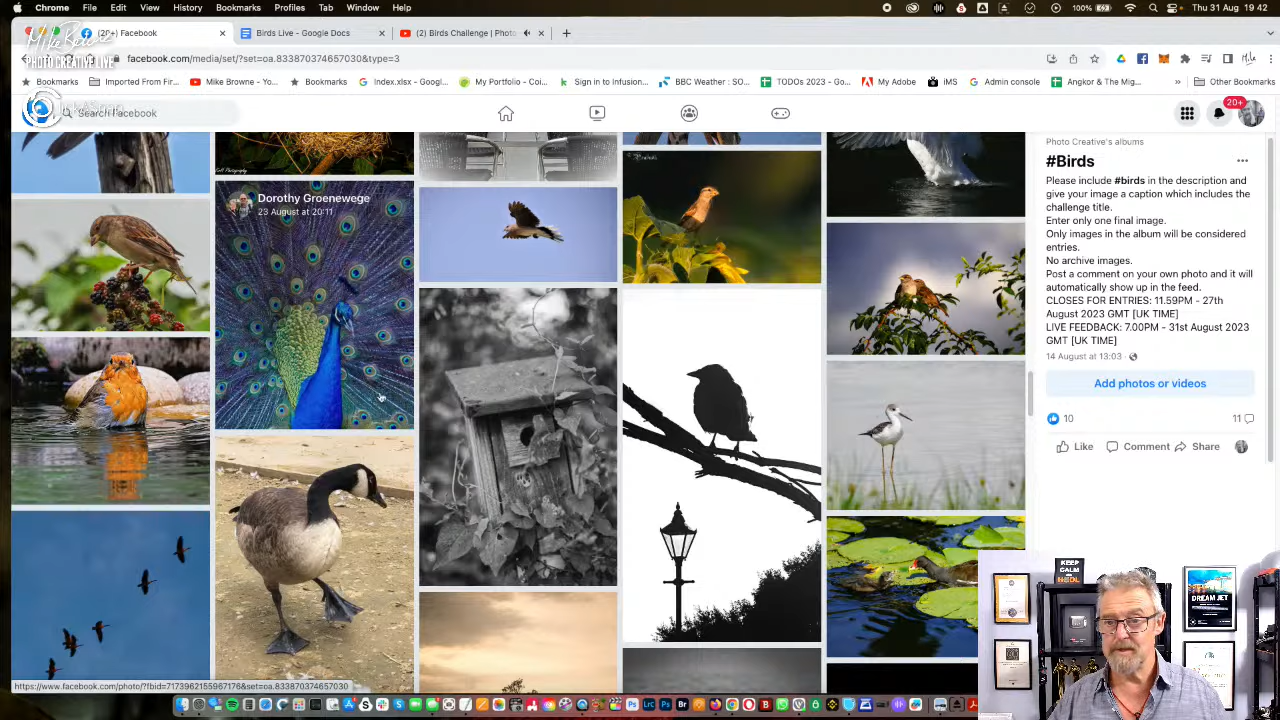 Chrome File Edit View History Bookmarks Profiles Tab Window Help
100% Thu 31 Aug 19 42
(20+) Facebook
Birds Live - Google Docs
(2) Birds Challenge | Photo
PHOTO CREATIVE LIVE
facebook.com/media/set/?set=oa.833870374657030&type=3
Bookmarks
Imported From Fir...
Mike Browne - Yo...
Bookmarks
Index.xlsx - Googl...
My Portfolio - Coi...
Sign in to Infusion...
BBC Weather : SO...
TODOs 2023 - Goo...
My Adobe
iMS
Admin console
Angkor & The Mig...
»
Other Bookmarks
Search Facebook
20+
Dorothy Groenewege
23 August at 20:11
Photo Creative's albums
#Birds
Please include #birds in the description and
give your image a caption which includes the
challenge title.
Enter only one final image.
Only images in the album will be considered
entries.
No archive images.
Post a comment on your own photo and it will
automatically show up in the feed.
CLOSES FOR ENTRIES: 11.59PM - 27th
August 2023 GMT [UK TIME]
LIVE FEEDBACK: 7.00PM - 31st August 2023
GMT [UK TIME]
14 August at 13:03 ·
Add photos or videos
10
11
Like
Comment
Share
KEEP
CALM
DREAM JET
https://www.facebook.com/photo/?fbid=7173962155967176&set=oa.833870374657030